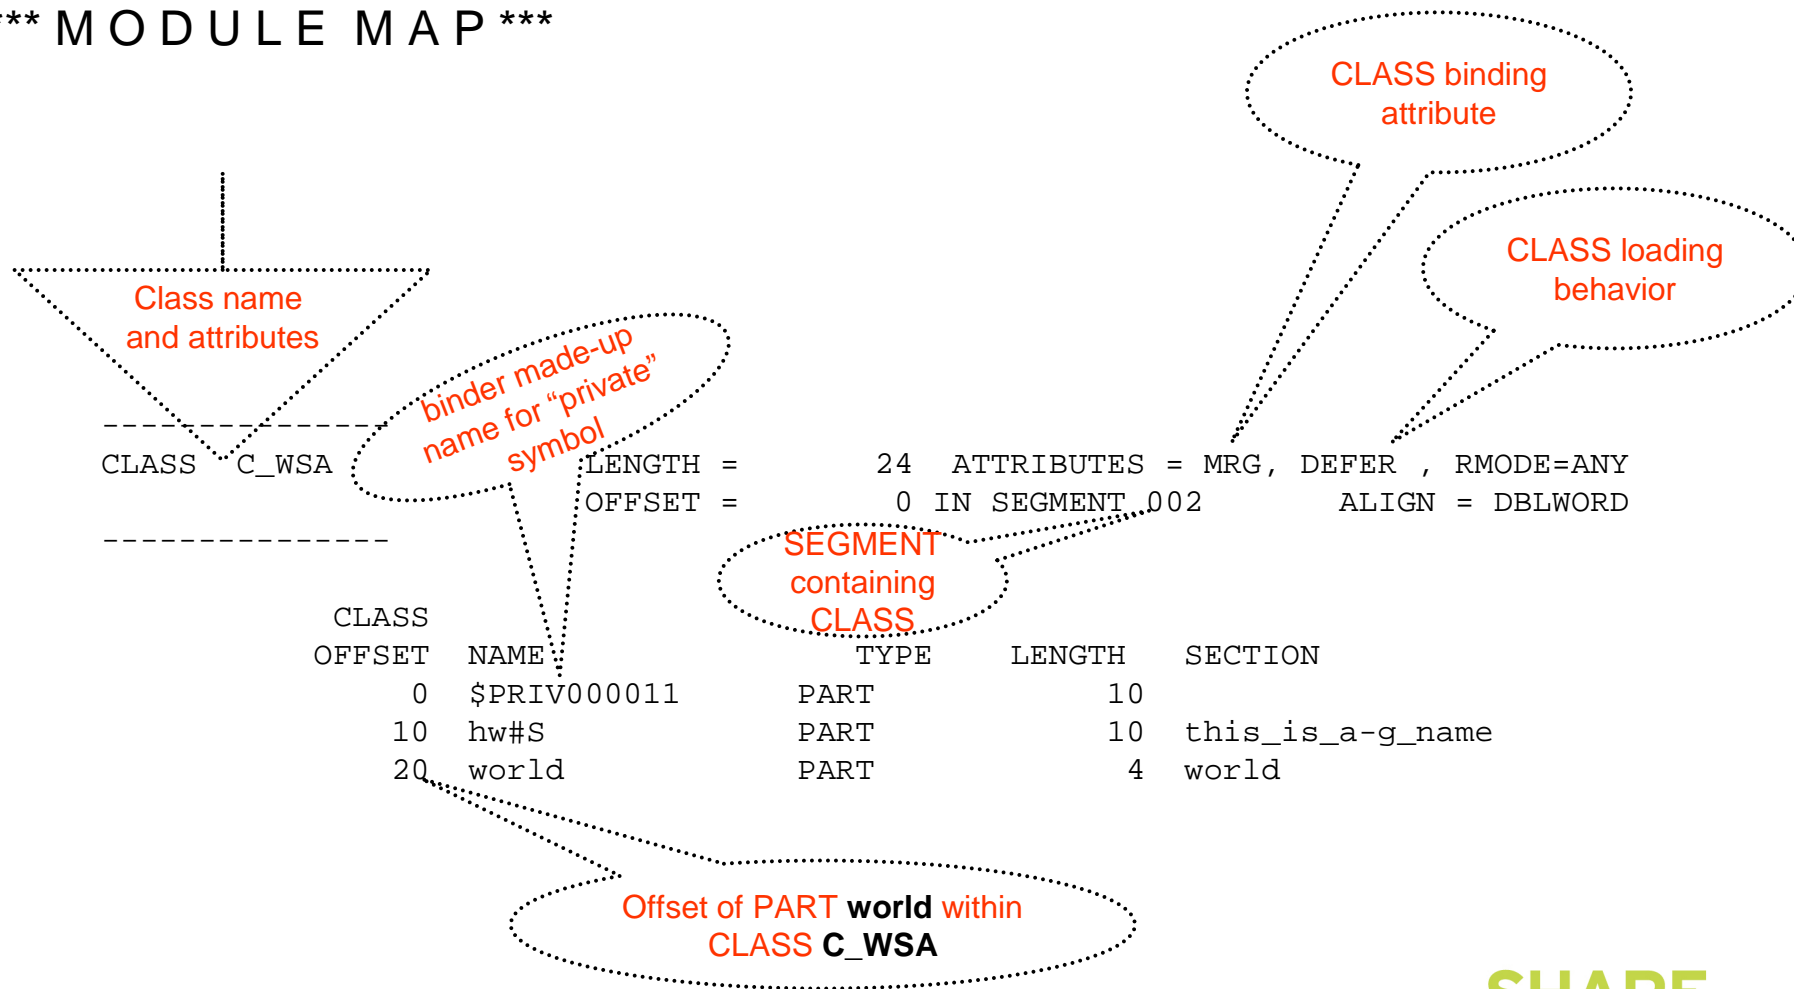 *** M O D U L E M A P ***
CLASS binding
attribute
CLASS loading
behavior
Class name
and attributes
binder made-up
name for “private”
symbol
---------------
CLASS C_WSA LENGTH = 24 ATTRIBUTES = MRG, DEFER , RMODE=ANY
OFFSET = 0 IN SEGMENT 002 ALIGN = DBLWORD
---------------
SEGMENT
containing
CLASS
CLASS
OFFSET NAME TYPE LENGTH SECTION
0 $PRIV000011 PART 10
10 hw#S PART 10 this_is_a-g_name
20 world PART 4 world
Offset of PART world within
CLASS C_WSA
SHARE